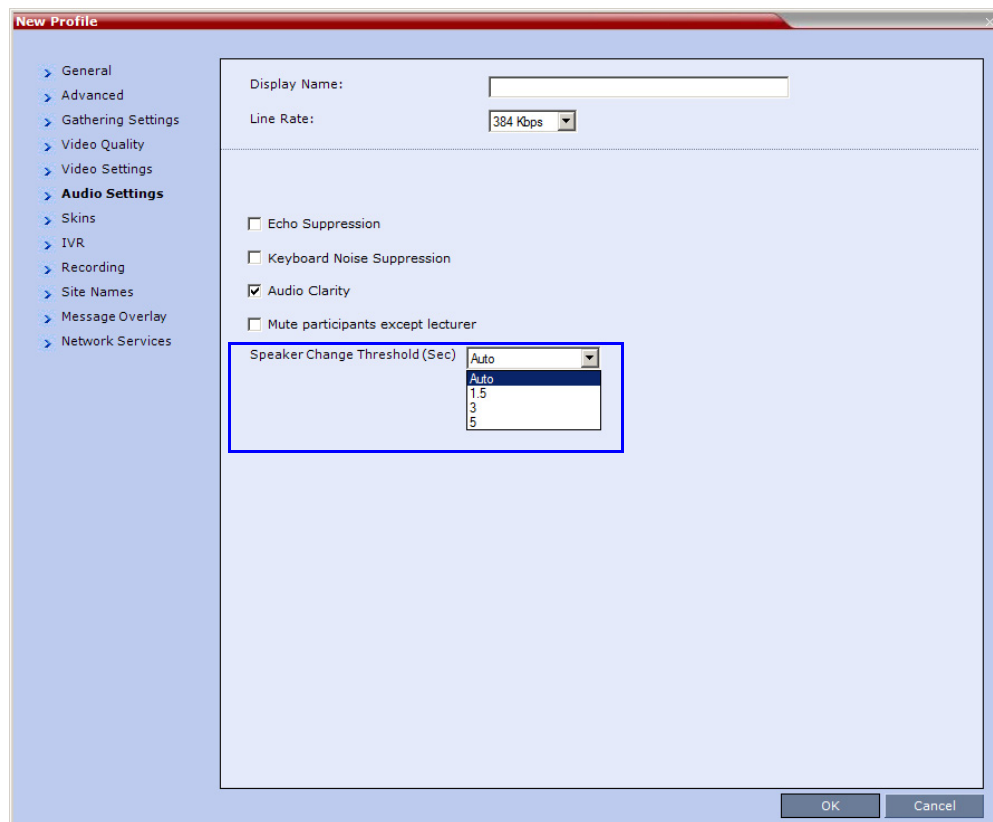 New Profile
General
Advanced
Gathering Settings
Video Quality
Video Settings
Audio Settings
Skins
IVR
Recording
Site Names
Message Overlay
Network Services
Display Name:
Line Rate:
384 Kbps
Echo Suppression
Keyboard Noise Suppression
Audio Clarity
Mute participants except lecturer
Speaker Change Threshold (Sec)
Auto
Auto
1.5
3
5
OK
Cancel